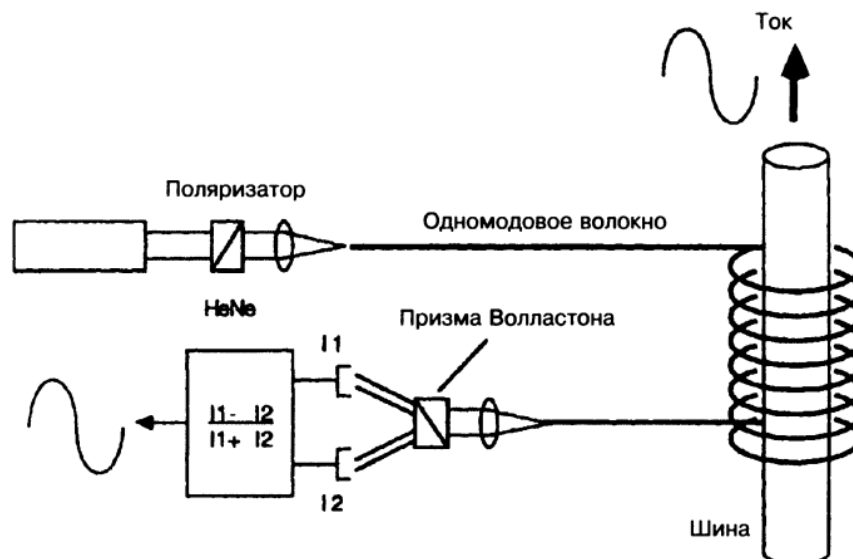 Ток
Поляризатор
Одномодовое волокно
HeNe
Призма Волластона
I1
I1- I2
I1+ I2
I2
Шина